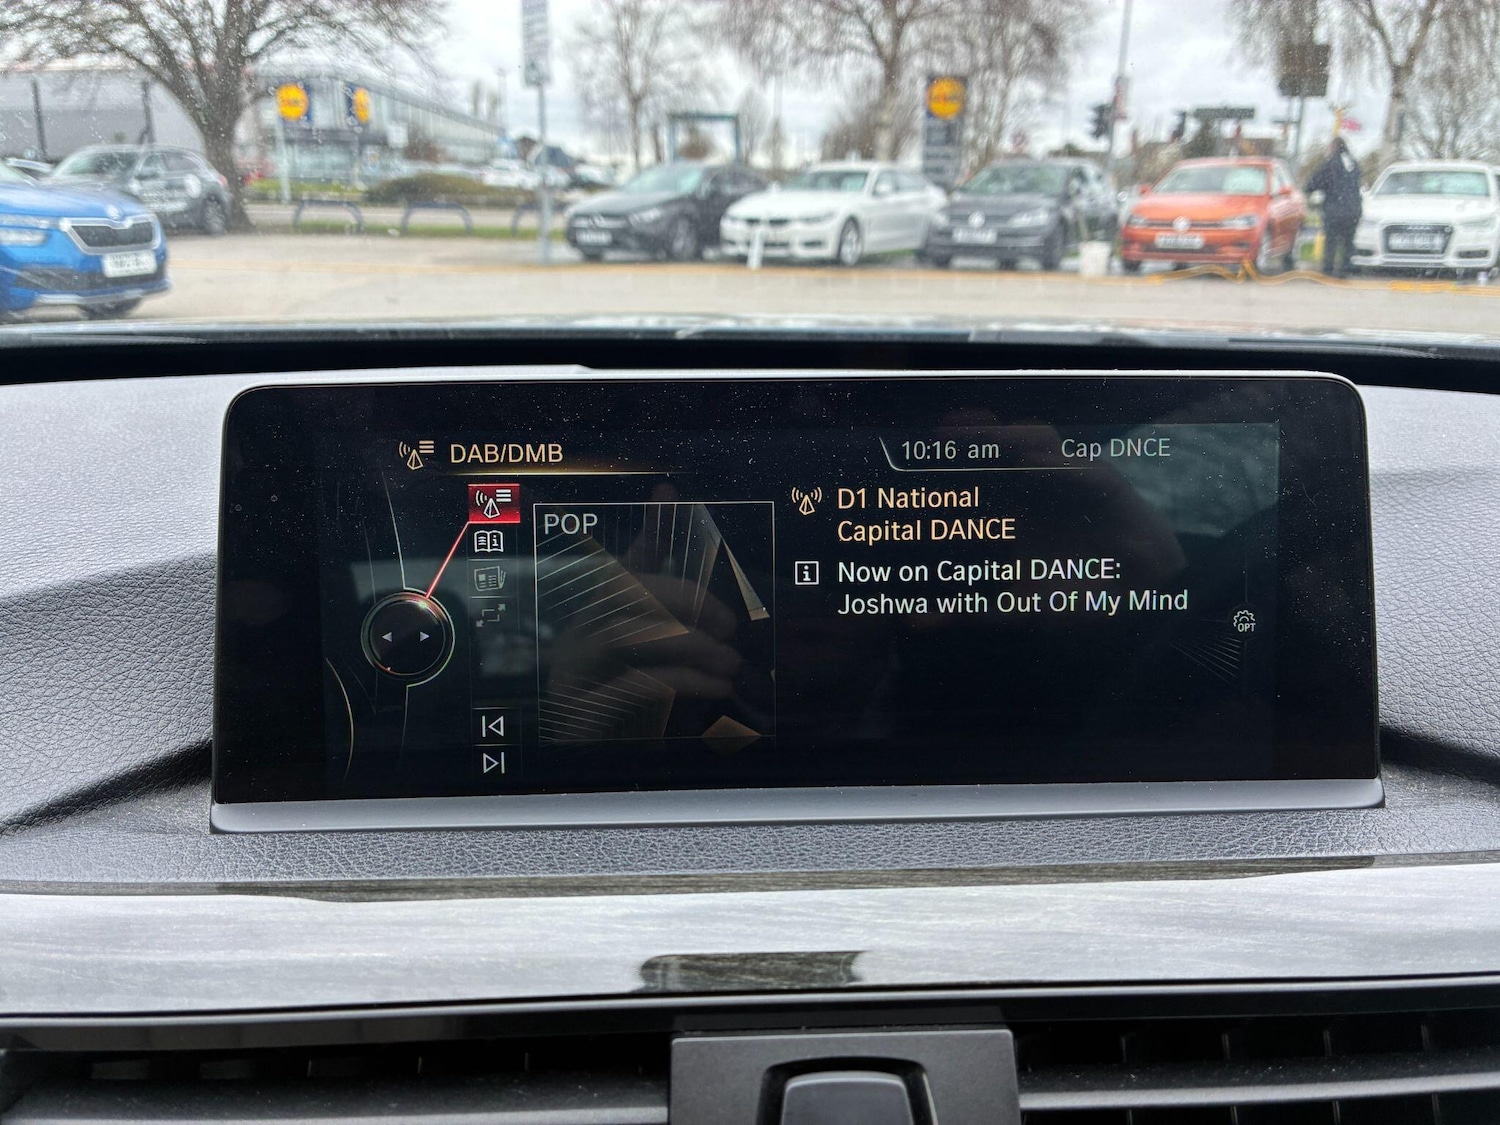 DAB/DMB
10:16 am
Cap DNCE
POP
D1 National
Capital DANCE
Now on Capital DANCE:
Joshwa with Out Of My Mind
OPT